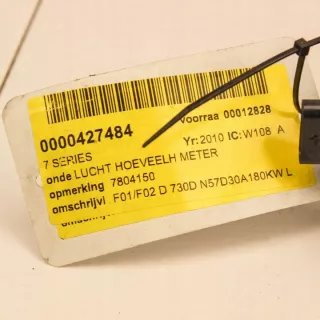 0000427484 voorraa 00012828
7 SERIES Yr: 2010 IC: W108 A
onde LUCHT HOEVEELH METER
opmerking 7804150
omschrijvi F01/F02 D 730D N57D30A180KW L